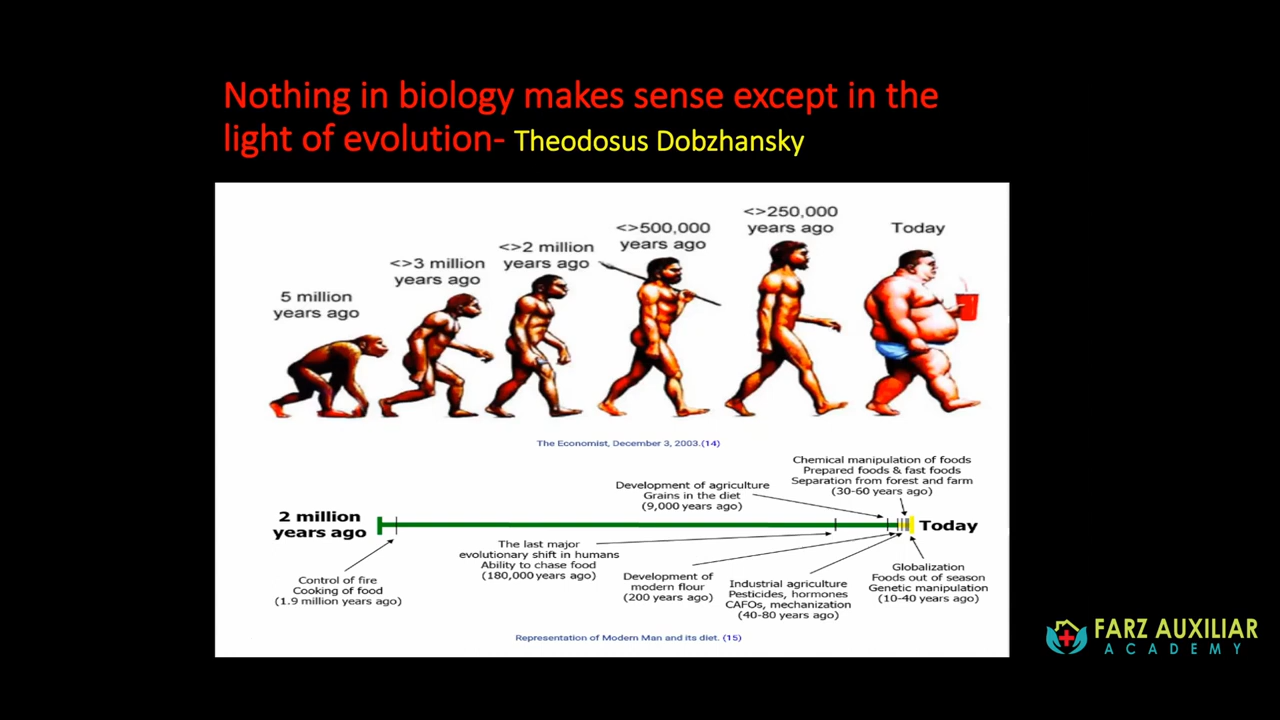 Nothing in biology makes sense except in the
light of evolution- Theodosus Dobzhansky
5 million
years ago
<>3 million
years ago
<>2 million
years ago
<>500,000
years ago
<>250,000
years ago
Today
The Economist, December 3, 2003.(14)
Chemical manipulation of foods
Prepared foods & fast foods
Separation from forest and farm
(30-60 years ago)
Development of agriculture
Grains in the diet
(9,000 years ago)
2 million
years ago
Today
Control of fire
Cooking of food
(1.9 million years ago)
The last major
evolutionary shift in humans
Ability to chase food
(180,000 years ago)
Development of
modern flour
(200 years ago)
Industrial agriculture
Pesticides, hormones
CAFOs, mechanization
(40-80 years ago)
Globalization
Foods out of season
Genetic manipulation
(10-40 years ago)
Representation of Modern Man and its diet. (15)
FARZ AUXILIAR
ACADEMY